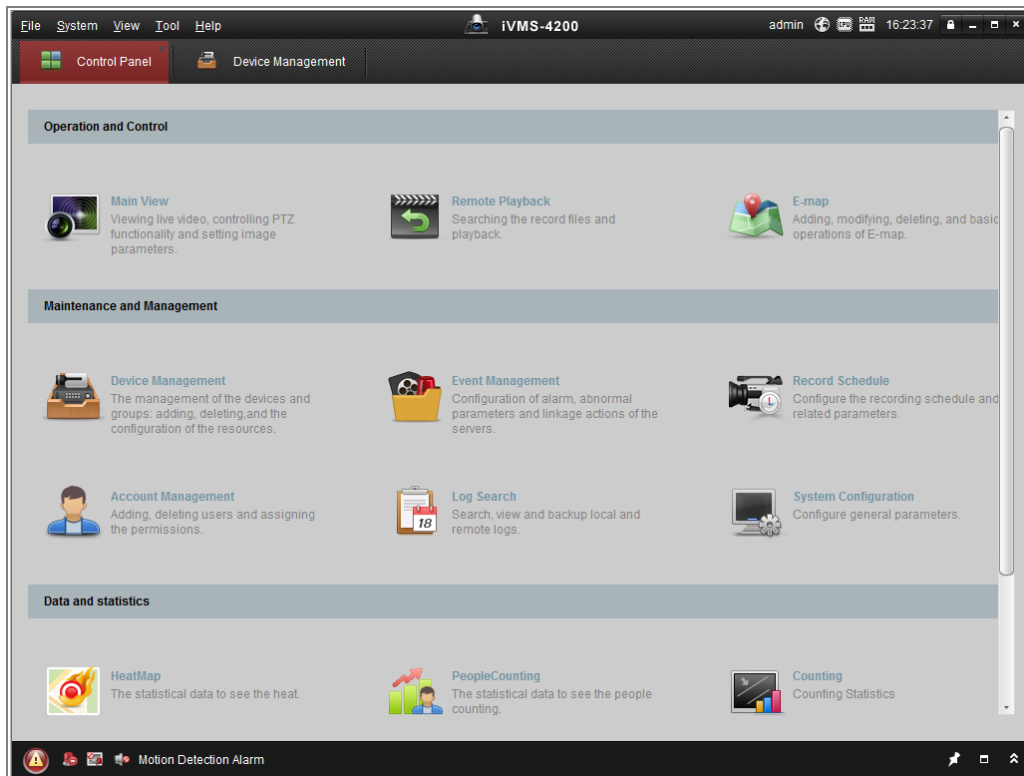 File System View Tool Help iVMS-4200 admin CPU RAM 16:23:37
Control Panel Device Management
Operation and Control
Main View
Viewing live video, controlling PTZ
functionality and setting image
parameters.
Remote Playback
Searching the record files and
playback.
E-map
Adding, modifying, deleting, and basic
operations of E-map.
Maintenance and Management
Device Management
The management of the devices and
groups: adding, deleting,and the
configuration of the resources.
Event Management
Configuration of alarm, abnormal
parameters and linkage actions of the
servers.
Record Schedule
Configure the recording schedule and
related parameters.
Account Management
Adding, deleting users and assigning
the permissions.
Log Search
Search, view and backup local and
remote logs.
18
System Configuration
Configure general parameters.
Data and statistics
HeatMap
The statistical data to see the heat.
PeopleCounting
The statistical data to see the people
counting.
Counting
Counting Statistics
Motion Detection Alarm